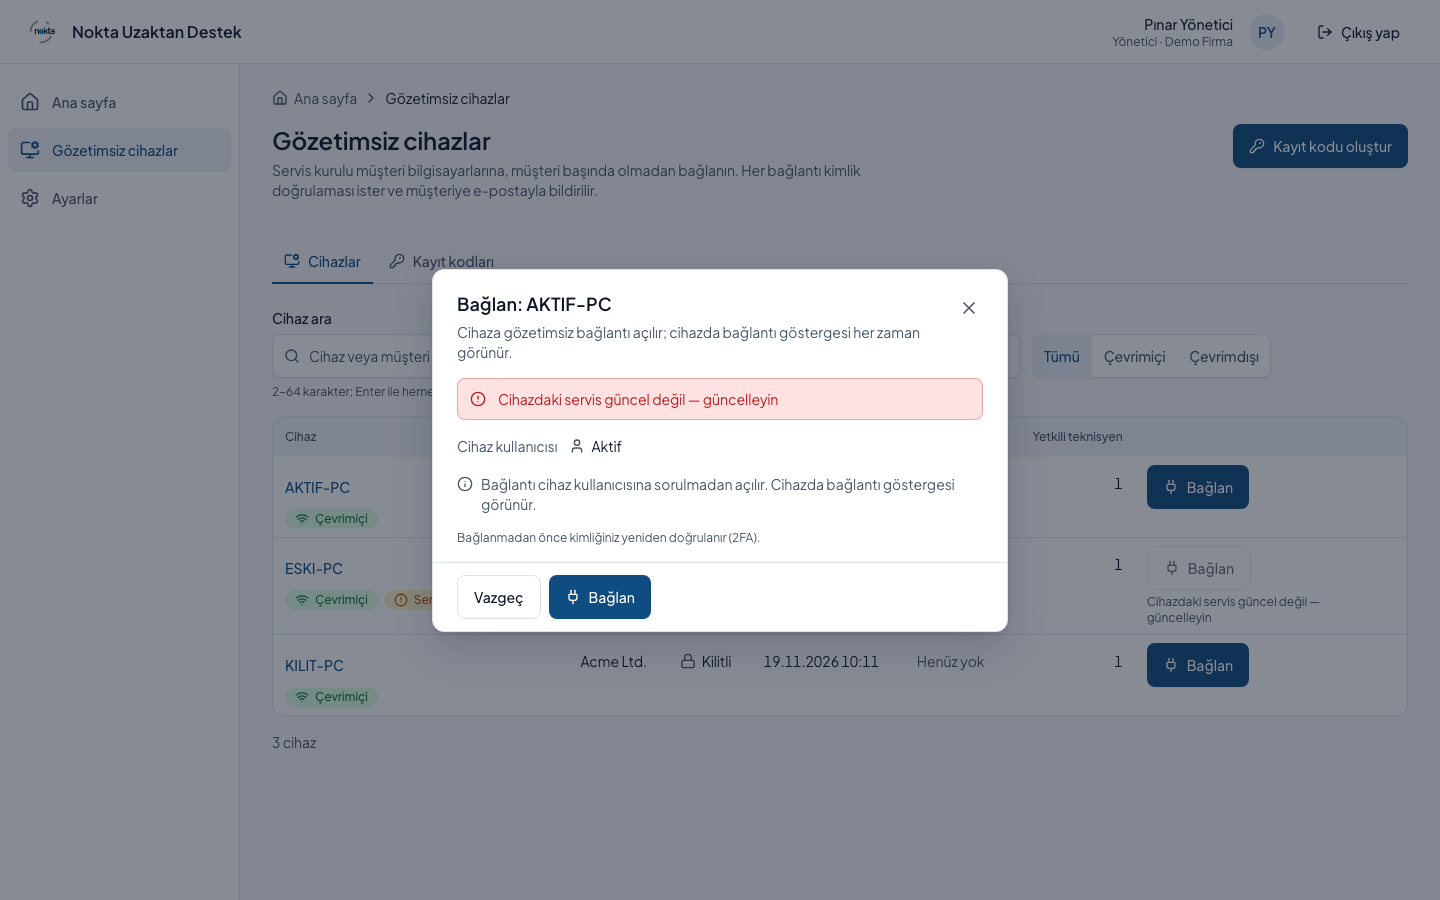 nokta
Nokta Uzaktan Destek
Pınar Yönetici
Yönetici · Demo Firma
PY
Çıkış yap
Ana sayfa
Gözetimsiz cihazlar
Ayarlar
Ana sayfa
Gözetimsiz cihazlar
Gözetimsiz cihazlar
Servis kurulu müşteri bilgisayarlarına, müşteri başında olmadan bağlanın. Her bağlantı kimlik
doğrulaması ister ve müşteriye e-postayla bildirilir.
Kayıt kodu oluştur
Cihazlar
Kayıt kodları
Cihaz ara
Cihaz veya müşteri
2–64 karakter; Enter ile heme
Tümü
Çevrimiçi
Çevrimdışı
Cihaz
Yetkili teknisyen
AKTIF-PC
Çevrimiçi
1
Bağlan
ESKI-PC
Çevrimiçi
1
Bağlan
Cihazdaki servis güncel değil —
güncelleyin
KILIT-PC
Çevrimiçi
Acme Ltd.
Kilitli
19.11.2026 10:11
Henüz yok
1
Bağlan
3 cihaz
Bağlan: AKTIF-PC
Cihaza gözetimsiz bağlantı açılır; cihazda bağlantı göstergesi her zaman
görünür.
Cihazdaki servis güncel değil — güncelleyin
Cihaz kullanıcısı
Aktif
Bağlantı cihaz kullanıcısına sorulmadan açılır. Cihazda bağlantı göstergesi
görünür.
Bağlanmadan önce kimliğiniz yeniden doğrulanır (2FA).
Vazgeç
Bağlan